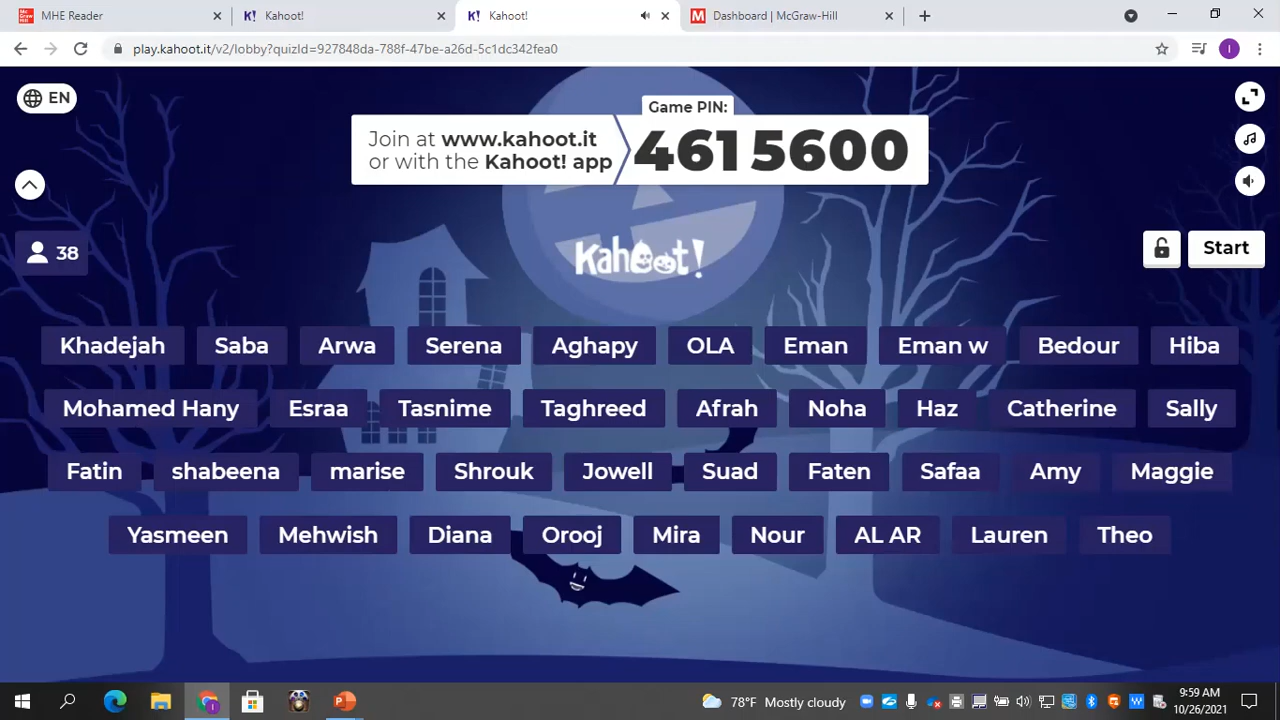 MHE Reader
Kahoot!
Kahoot!
Dashboard | McGraw-Hill
play.kahoot.it/v2/lobby?quizId=927848da-788f-47be-a26d-5c1dc342fea0
EN
Game PIN:
Join at www.kahoot.it
or with the Kahoot! app
461 5600
38
Kahoot!
Start
Khadejah Saba Arwa Serena Aghapy OLA Eman Eman w Bedour Hiba
Mohamed Hany Esraa Tasnime Taghreed Afrah Noha Haz Catherine Sally
Fatin shabeena marise Shrouk Jowell Suad Faten Safaa Amy Maggie
Yasmeen Mehwish Diana Orooj Mira Nour AL AR Lauren Theo
78°F Mostly cloudy
9:59 AM
10/26/2021